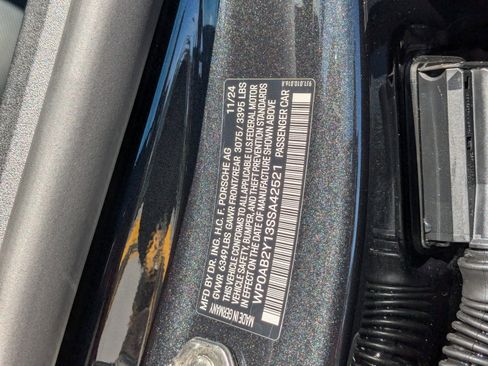 MFD BY DR. ING. H.C. F. PORSCHE AG 11/24
GVWR 6349 LBS GAWR FRONT/REAR 3075/3395 LBS
THIS VEHICLE CONFORMS TO ALL APPLICABLE U.S. FEDERAL MOTOR
VEHICLE SAFETY, BUMPER, AND THEFT PREVENTION STANDARDS
IN EFFECT ON THE DATE OF MANUFACTURE SHOWN ABOVE
WP0AB2Y13SSA42521 PASSENGER CAR
MADE IN GERMANY